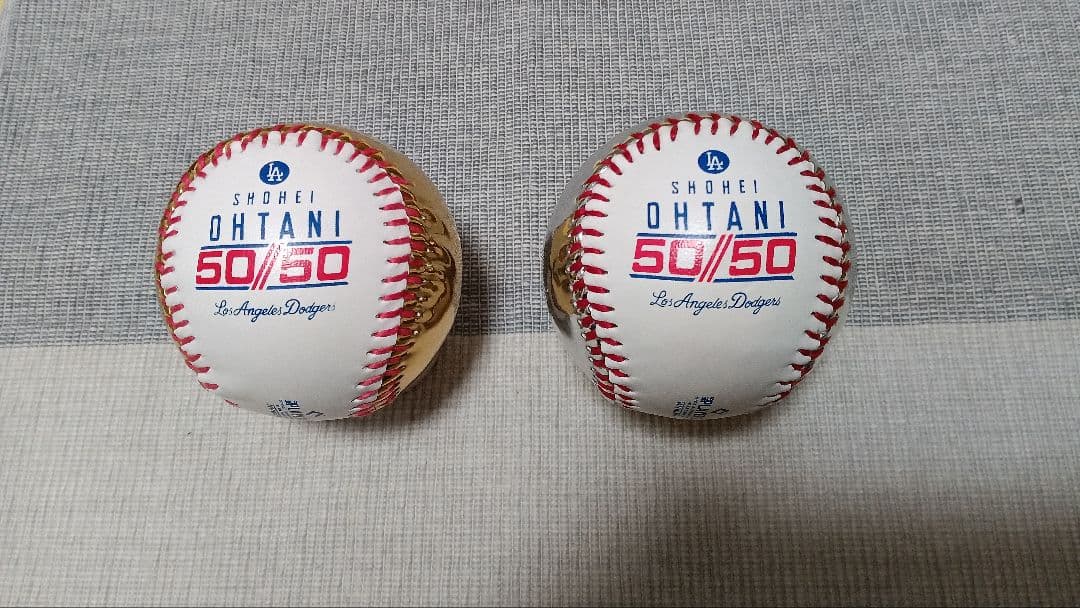 LA
SHOHEI
OHTANI
50//50
Los Angeles Dodgers
LA
SHOHEI
OHTANI
50//50
Los Angeles Dodgers